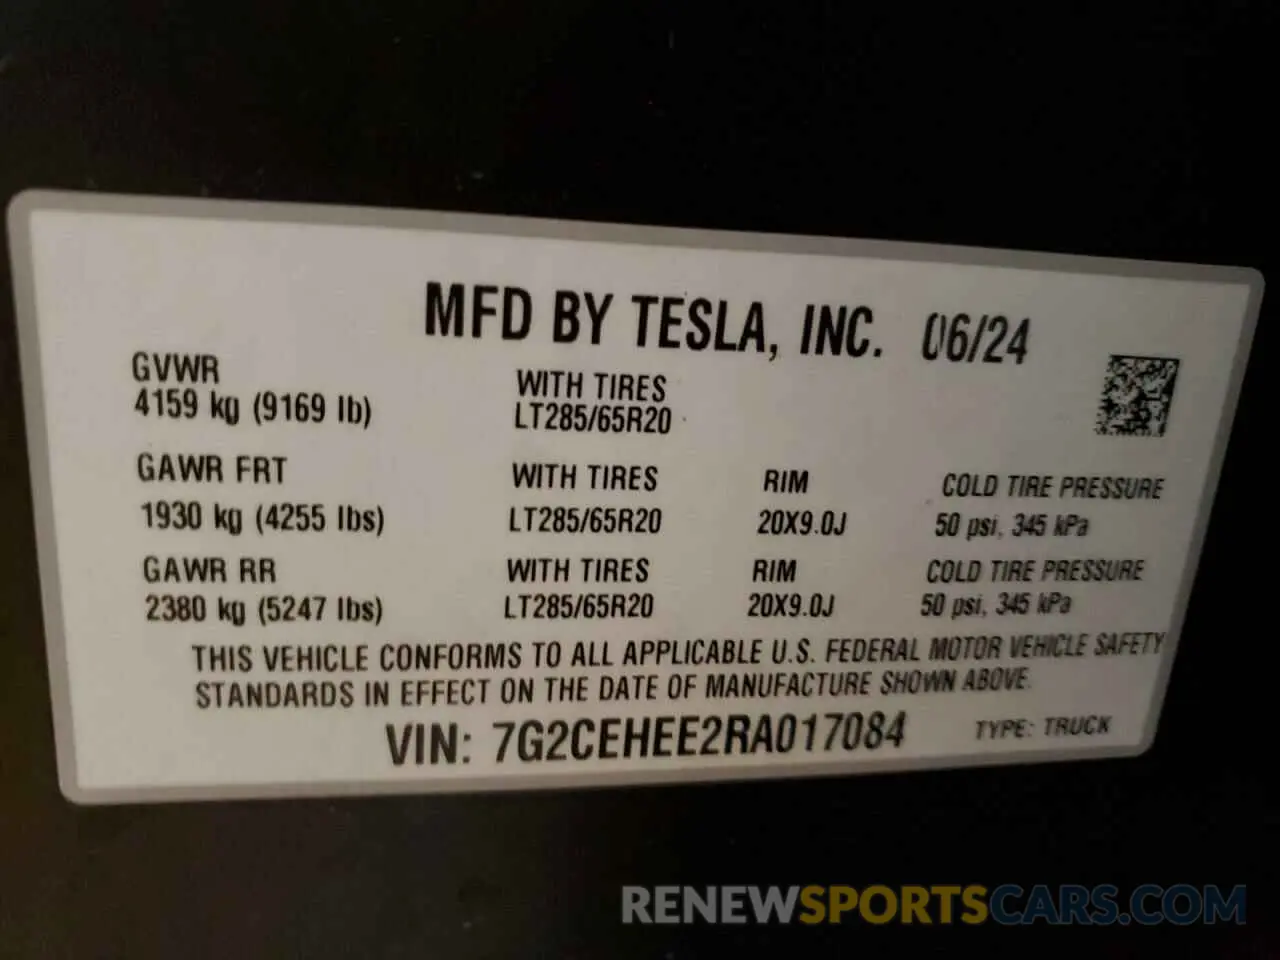 MFD BY TESLA, INC. 06/24
GVWR
4159 kg (9169 lb)
WITH TIRES
LT285/65R20
GAWR FRT WITH TIRES RIM COLD TIRE PRESSURE
1930 kg (4255 lbs) LT285/65R20 20X9.0J 50 psi, 345 kPa
GAWR RR WITH TIRES RIM COLD TIRE PRESSURE
2380 kg (5247 lbs) LT285/65R20 20X9.0J 50 psi, 345 kPa
THIS VEHICLE CONFORMS TO ALL APPLICABLE U.S. FEDERAL MOTOR VEHICLE SAFETY
STANDARDS IN EFFECT ON THE DATE OF MANUFACTURE SHOWN ABOVE.
VIN: 7G2CEHEE2RA017084 TYPE: TRUCK
RENEWSPORTSCARS.COM